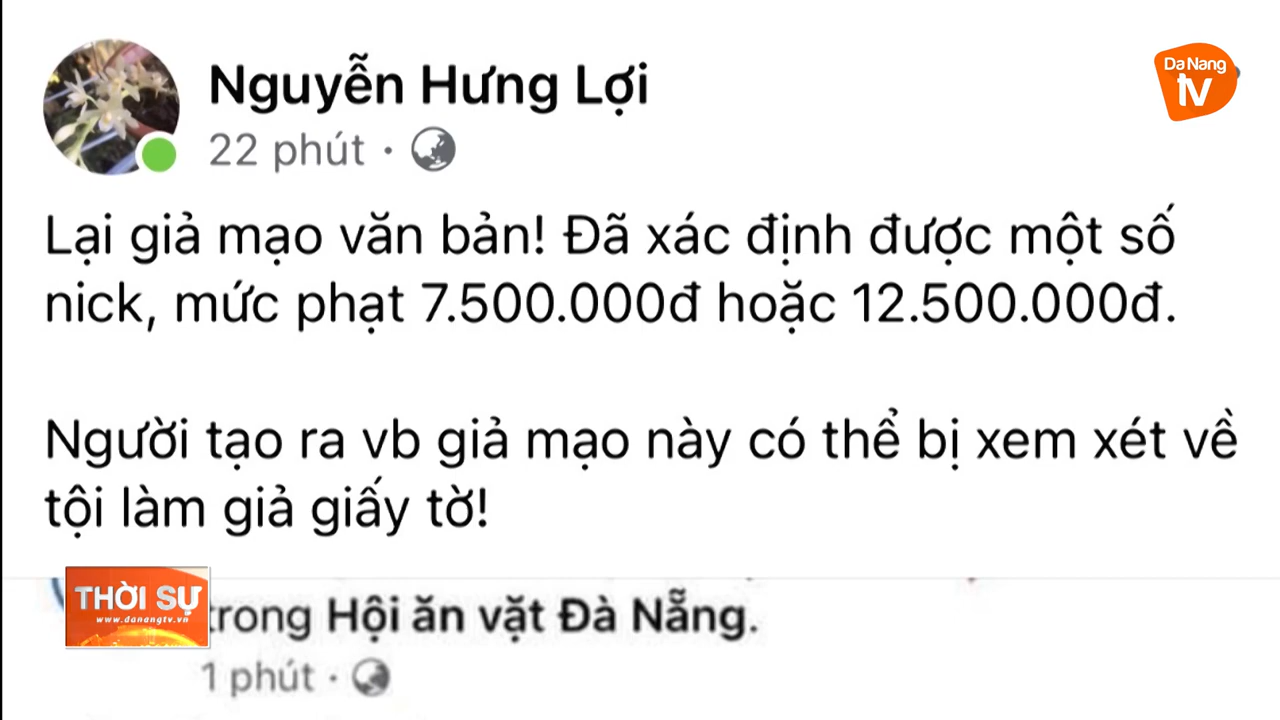 Nguyễn Hưng Lợi
22 phút ·
Da Nang
tv
Lại giả mạo văn bản! Đã xác định được một số
nick, mức phạt 7.500.000đ hoặc 12.500.000đ.
Người tạo ra vb giả mạo này có thể bị xem xét về
tội làm giả giấy tờ!
THỜI SỰ
www.danangtv.vn
trong Hội ăn vặt Đà Nẵng.
1 phút ·